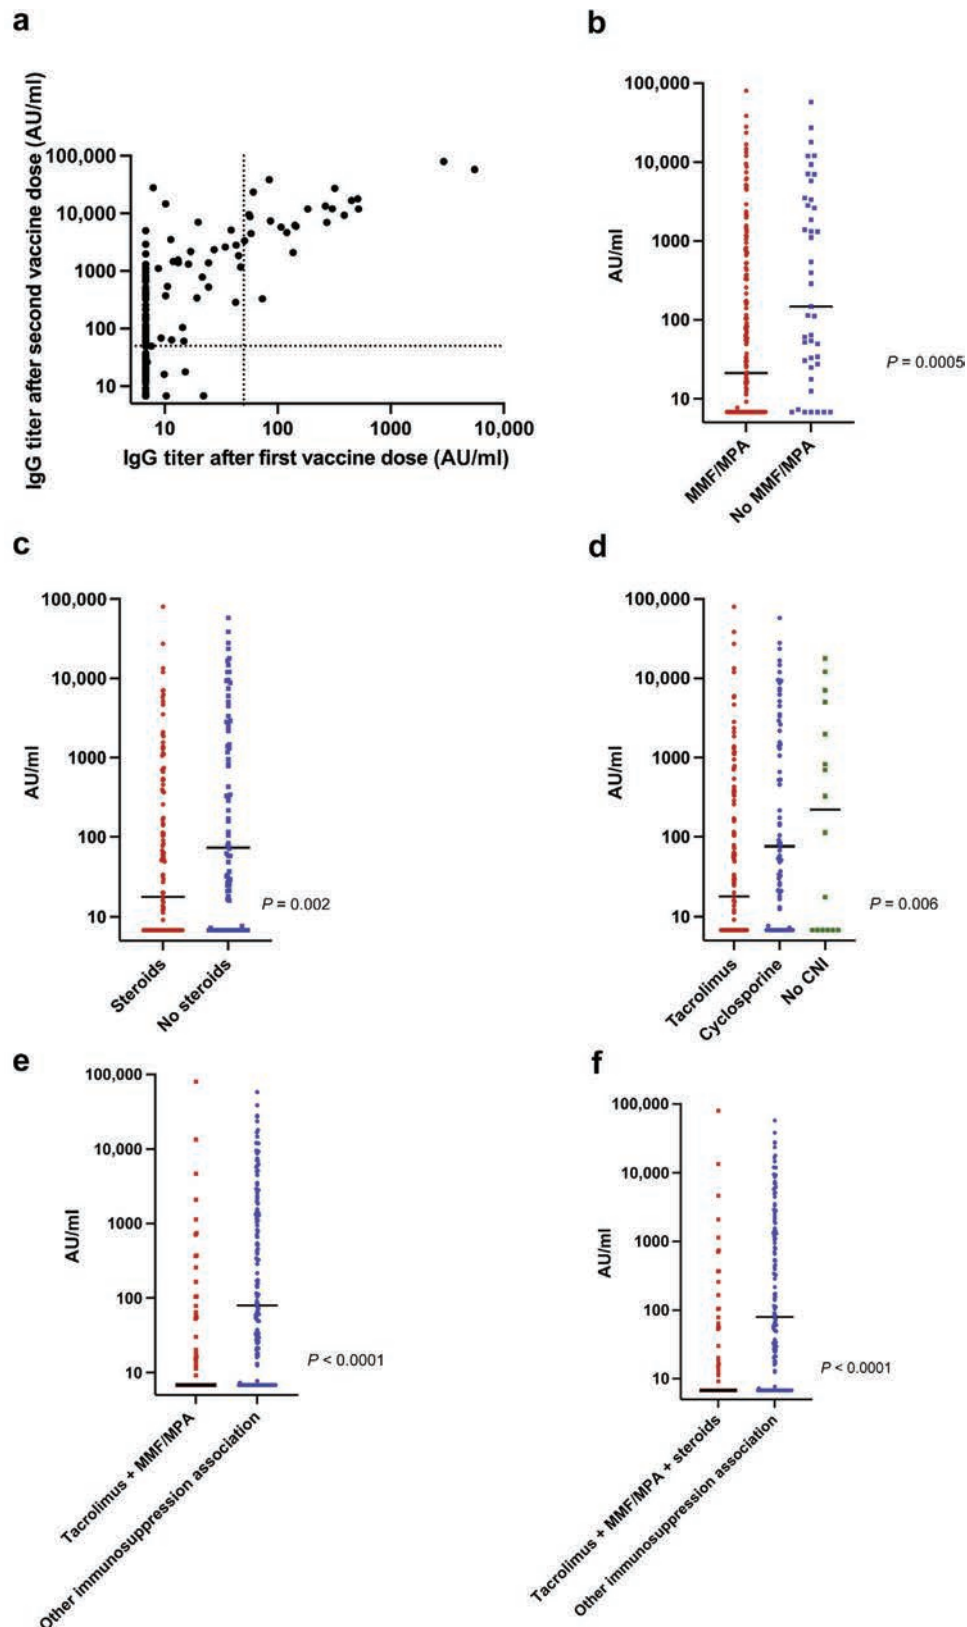 a
IgG titer after second vaccine dose (AU/ml)
100,000
10,000
1000
100
10
10
100
1000
10,000
IgG titer after first vaccine dose (AU/ml)
b
AU/ml
100,000
10,000
1000
100
10
P = 0.0005
MMF/MPA
No MMF/MPA
c
AU/ml
100,000
10,000
1000
100
10
P = 0.002
Steroids
No steroids
d
AU/ml
100,000
10,000
1000
100
10
P = 0.006
Tacrolimus
Cyclosporine
No CNI
e
AU/ml
100,000
10,000
1000
100
10
P < 0.0001
Tacrolimus + MMF/MPA
Other immunosuppression association
f
AU/ml
100,000
10,000
1000
100
10
P < 0.0001
Tacrolimus + MMF/MPA + steroids
Other immunosuppression association